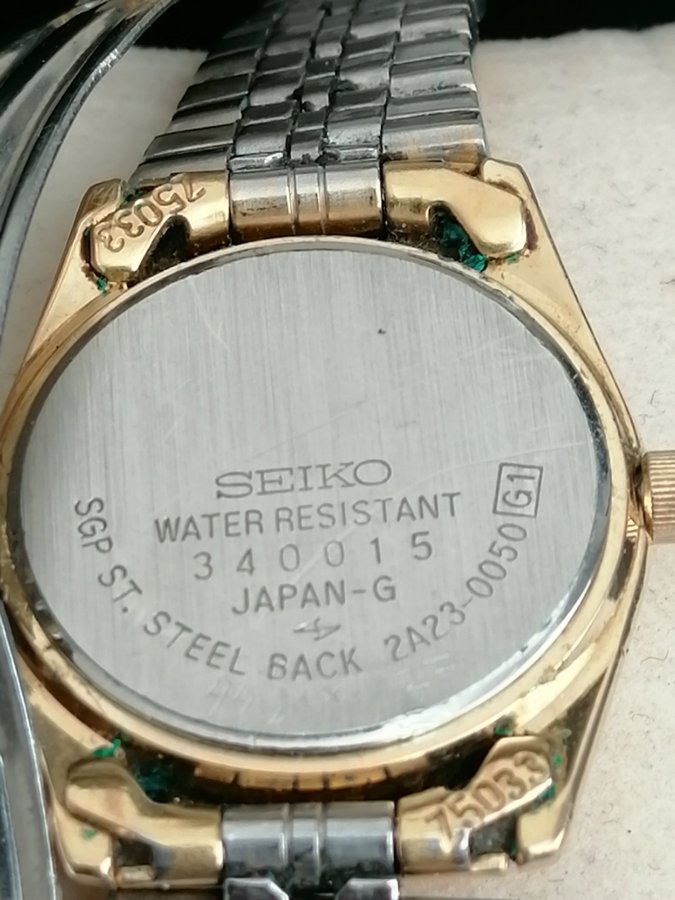 75033
SEIKO
WATER RESISTANT
340015
JAPAN-G
SGP ST. STEEL BACK 2A23-0050 G1
75033